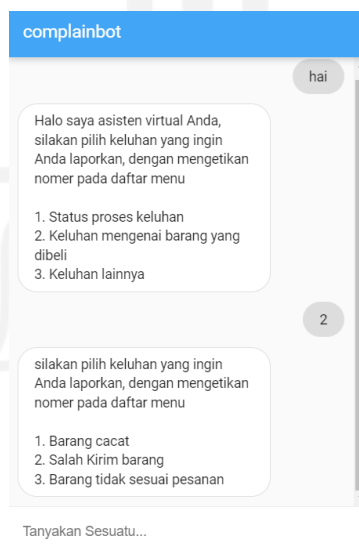 complainbot
hai
Halo saya asisten virtual Anda,
silakan pilih keluhan yang ingin
Anda laporkan, dengan mengetikan
nomer pada daftar menu
1. Status proses keluhan
2. Keluhan mengenai barang yang
dibeli
3. Keluhan lainnya
2
silakan pilih keluhan yang ingin
Anda laporkan, dengan mengetikan
nomer pada daftar menu
1. Barang cacat
2. Salah Kirim barang
3. Barang tidak sesuai pesanan
Tanyakan Sesuatu...